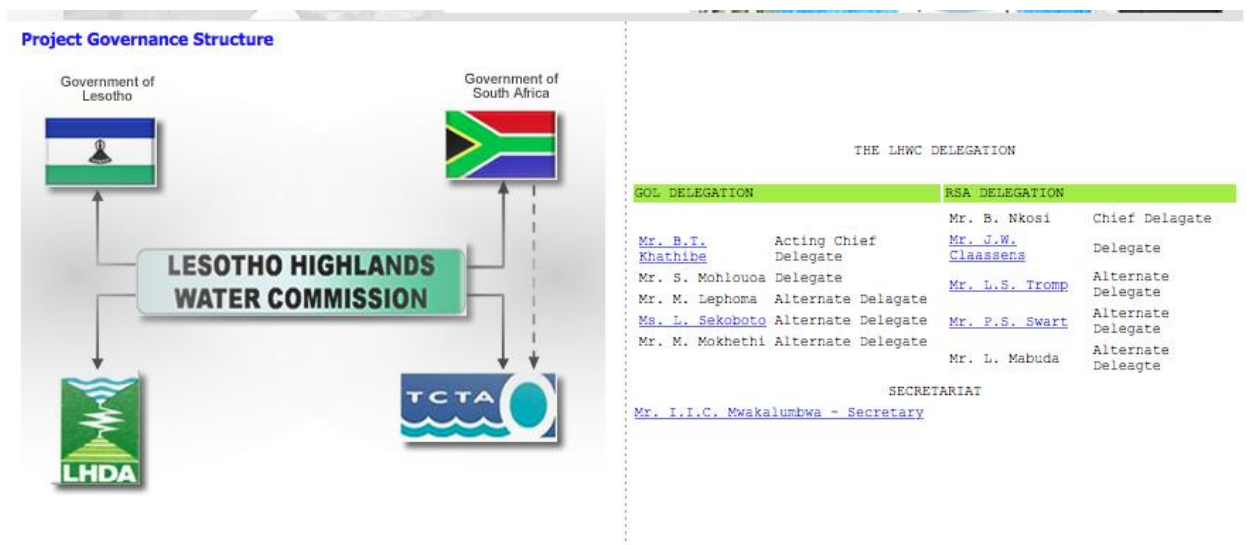 Project Governance Structure
Government of
Lesotho
Government of
South Africa
LESOTHO HIGHLANDS
WATER COMMISSION
LHDA
TCTA
THE LHWC DELEGATION
GOL DELEGATION RSA DELEGATION
Mr. B. Nkosi Chief Delagate
Mr. B.T. Acting Chief Mr. J.W. Delegate
Khathibe Delegate Claassens
Mr. S. Mohlouoa Delegate Mr. L.S. Tromp Alternate
Delegate
Mr. M. Lephoma Alternate Delagate
Ms. L. Sekoboto Alternate Delegate Mr. P.S. Swart Alternate
Delegate
Mr. M. Mokhethi Alternate Delegate
Mr. L. Mabuda Alternate
Deleagte
SECRETARIAT
Mr. I.I.C. Mwakalumbwa - Secretary